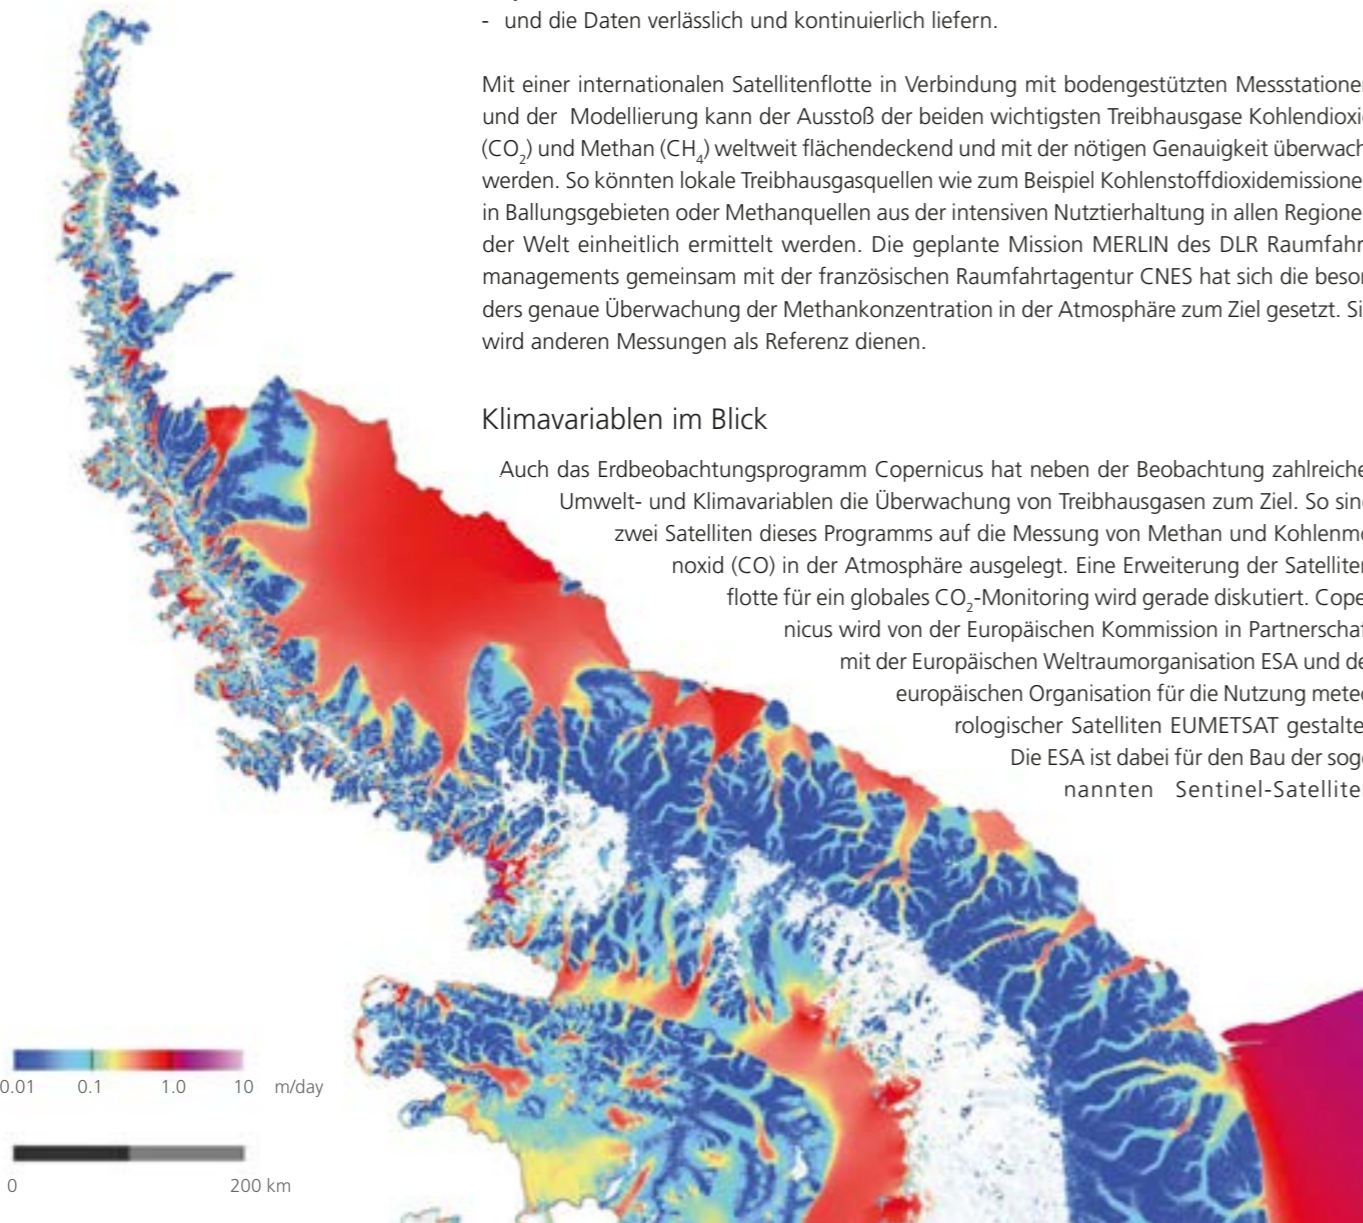 - und die Daten verlässlich und kontinuierlich liefern.
Mit einer internationalen Satellitenflotte in Verbindung mit bodengestützten Messstationen
und der Modellierung kann der Ausstoß der beiden wichtigsten Treibhausgase Kohlendioxi
(CO₂) und Methan (CH₄) weltweit flächendeckend und mit der nötigen Genauigkeit überwach
werden. So könnten lokale Treibhausgasquellen wie zum Beispiel Kohlenstoffdioxidemissione
in Ballungsgebieten oder Methanquellen aus der intensiven Nutztierhaltung in allen Regione
der Welt einheitlich ermittelt werden. Die geplante Mission MERLIN des DLR Raumfahr
managements gemeinsam mit der französischen Raumfahrtagentur CNES hat sich die beson
ders genaue Überwachung der Methankonzentration in der Atmosphäre zum Ziel gesetzt. Si
wird anderen Messungen als Referenz dienen.
Klimavariablen im Blick
Auch das Erdbeobachtungsprogramm Copernicus hat neben der Beobachtung zahlreiche
Umwelt- und Klimavariablen die Überwachung von Treibhausgasen zum Ziel. So sin
zwei Satelliten dieses Programms auf die Messung von Methan und Kohlenmo
noxid (CO) in der Atmosphäre ausgelegt. Eine Erweiterung der Satelliten
flotte für ein globales CO₂-Monitoring wird gerade diskutiert. Cope
nicus wird von der Europäischen Kommission in Partnerschaf
mit der Europäischen Weltraumorganisation ESA und de
europäischen Organisation für die Nutzung meteo
rologischer Satelliten EUMETSAT gestalte
Die ESA ist dabei für den Bau der soge
nannten Sentinel-Satellite
0.01 0.1 1.0 10 m/day
0 200 km